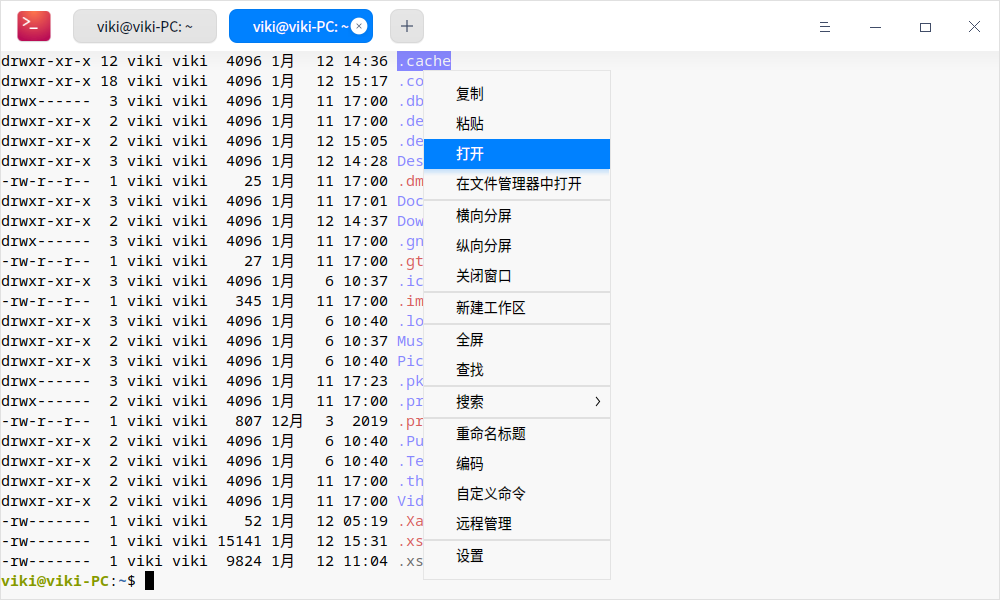 viki@viki-PC: ~
viki@viki-PC: ~
drwxr-xr-x 12 viki viki  4096 1月  12 14:36 .cache
drwxr-xr-x 18 viki viki  4096 1月  12 15:17 .co
drwx------  3 viki viki  4096 1月  11 17:00 .db
drwxr-xr-x  2 viki viki  4096 1月  11 17:00 .de
drwxr-xr-x  2 viki viki  4096 1月  12 15:05 .de
drwxr-xr-x  3 viki viki  4096 1月  12 14:28 Des
-rw-r--r--  1 viki viki    25 1月  11 17:00 .dm
drwxr-xr-x  3 viki viki  4096 1月  11 17:01 Doc
drwxr-xr-x  2 viki viki  4096 1月  12 14:37 Dow
drwx------  3 viki viki  4096 1月  11 17:00 .gn
-rw-r--r--  1 viki viki    27 1月  11 17:00 .gt
drwxr-xr-x  3 viki viki  4096 1月   6 10:37 .ic
-rw-r--r--  1 viki viki   345 1月  11 17:00 .im
drwxr-xr-x  3 viki viki  4096 1月   6 10:40 .lo
drwxr-xr-x  2 viki viki  4096 1月   6 10:37 Mus
drwxr-xr-x  3 viki viki  4096 1月   6 10:40 Pic
drwx------  3 viki viki  4096 1月  11 17:23 .pk
drwx------  2 viki viki  4096 1月  11 17:00 .pr
-rw-r--r--  1 viki viki   807 12月  3  2019 .pr
drwxr-xr-x  2 viki viki  4096 1月   6 10:40 .Pu
drwxr-xr-x  2 viki viki  4096 1月   6 10:40 .Te
drwxr-xr-x  2 viki viki  4096 1月  11 17:00 .th
drwxr-xr-x  2 viki viki  4096 1月  11 17:00 Vid
-rw-------  1 viki viki    52 1月  12 05:19 .Xa
-rw-------  1 viki viki 15141 1月  12 15:31 .xs
-rw-------  1 viki viki  9824 1月  12 11:04 .xs
viki@viki-PC:~$
复制
粘贴
打开
在文件管理器中打开
横向分屏
纵向分屏
关闭窗口
新建工作区
全屏
查找
搜索
重命名标题
编码
自定义命令
远程管理
设置